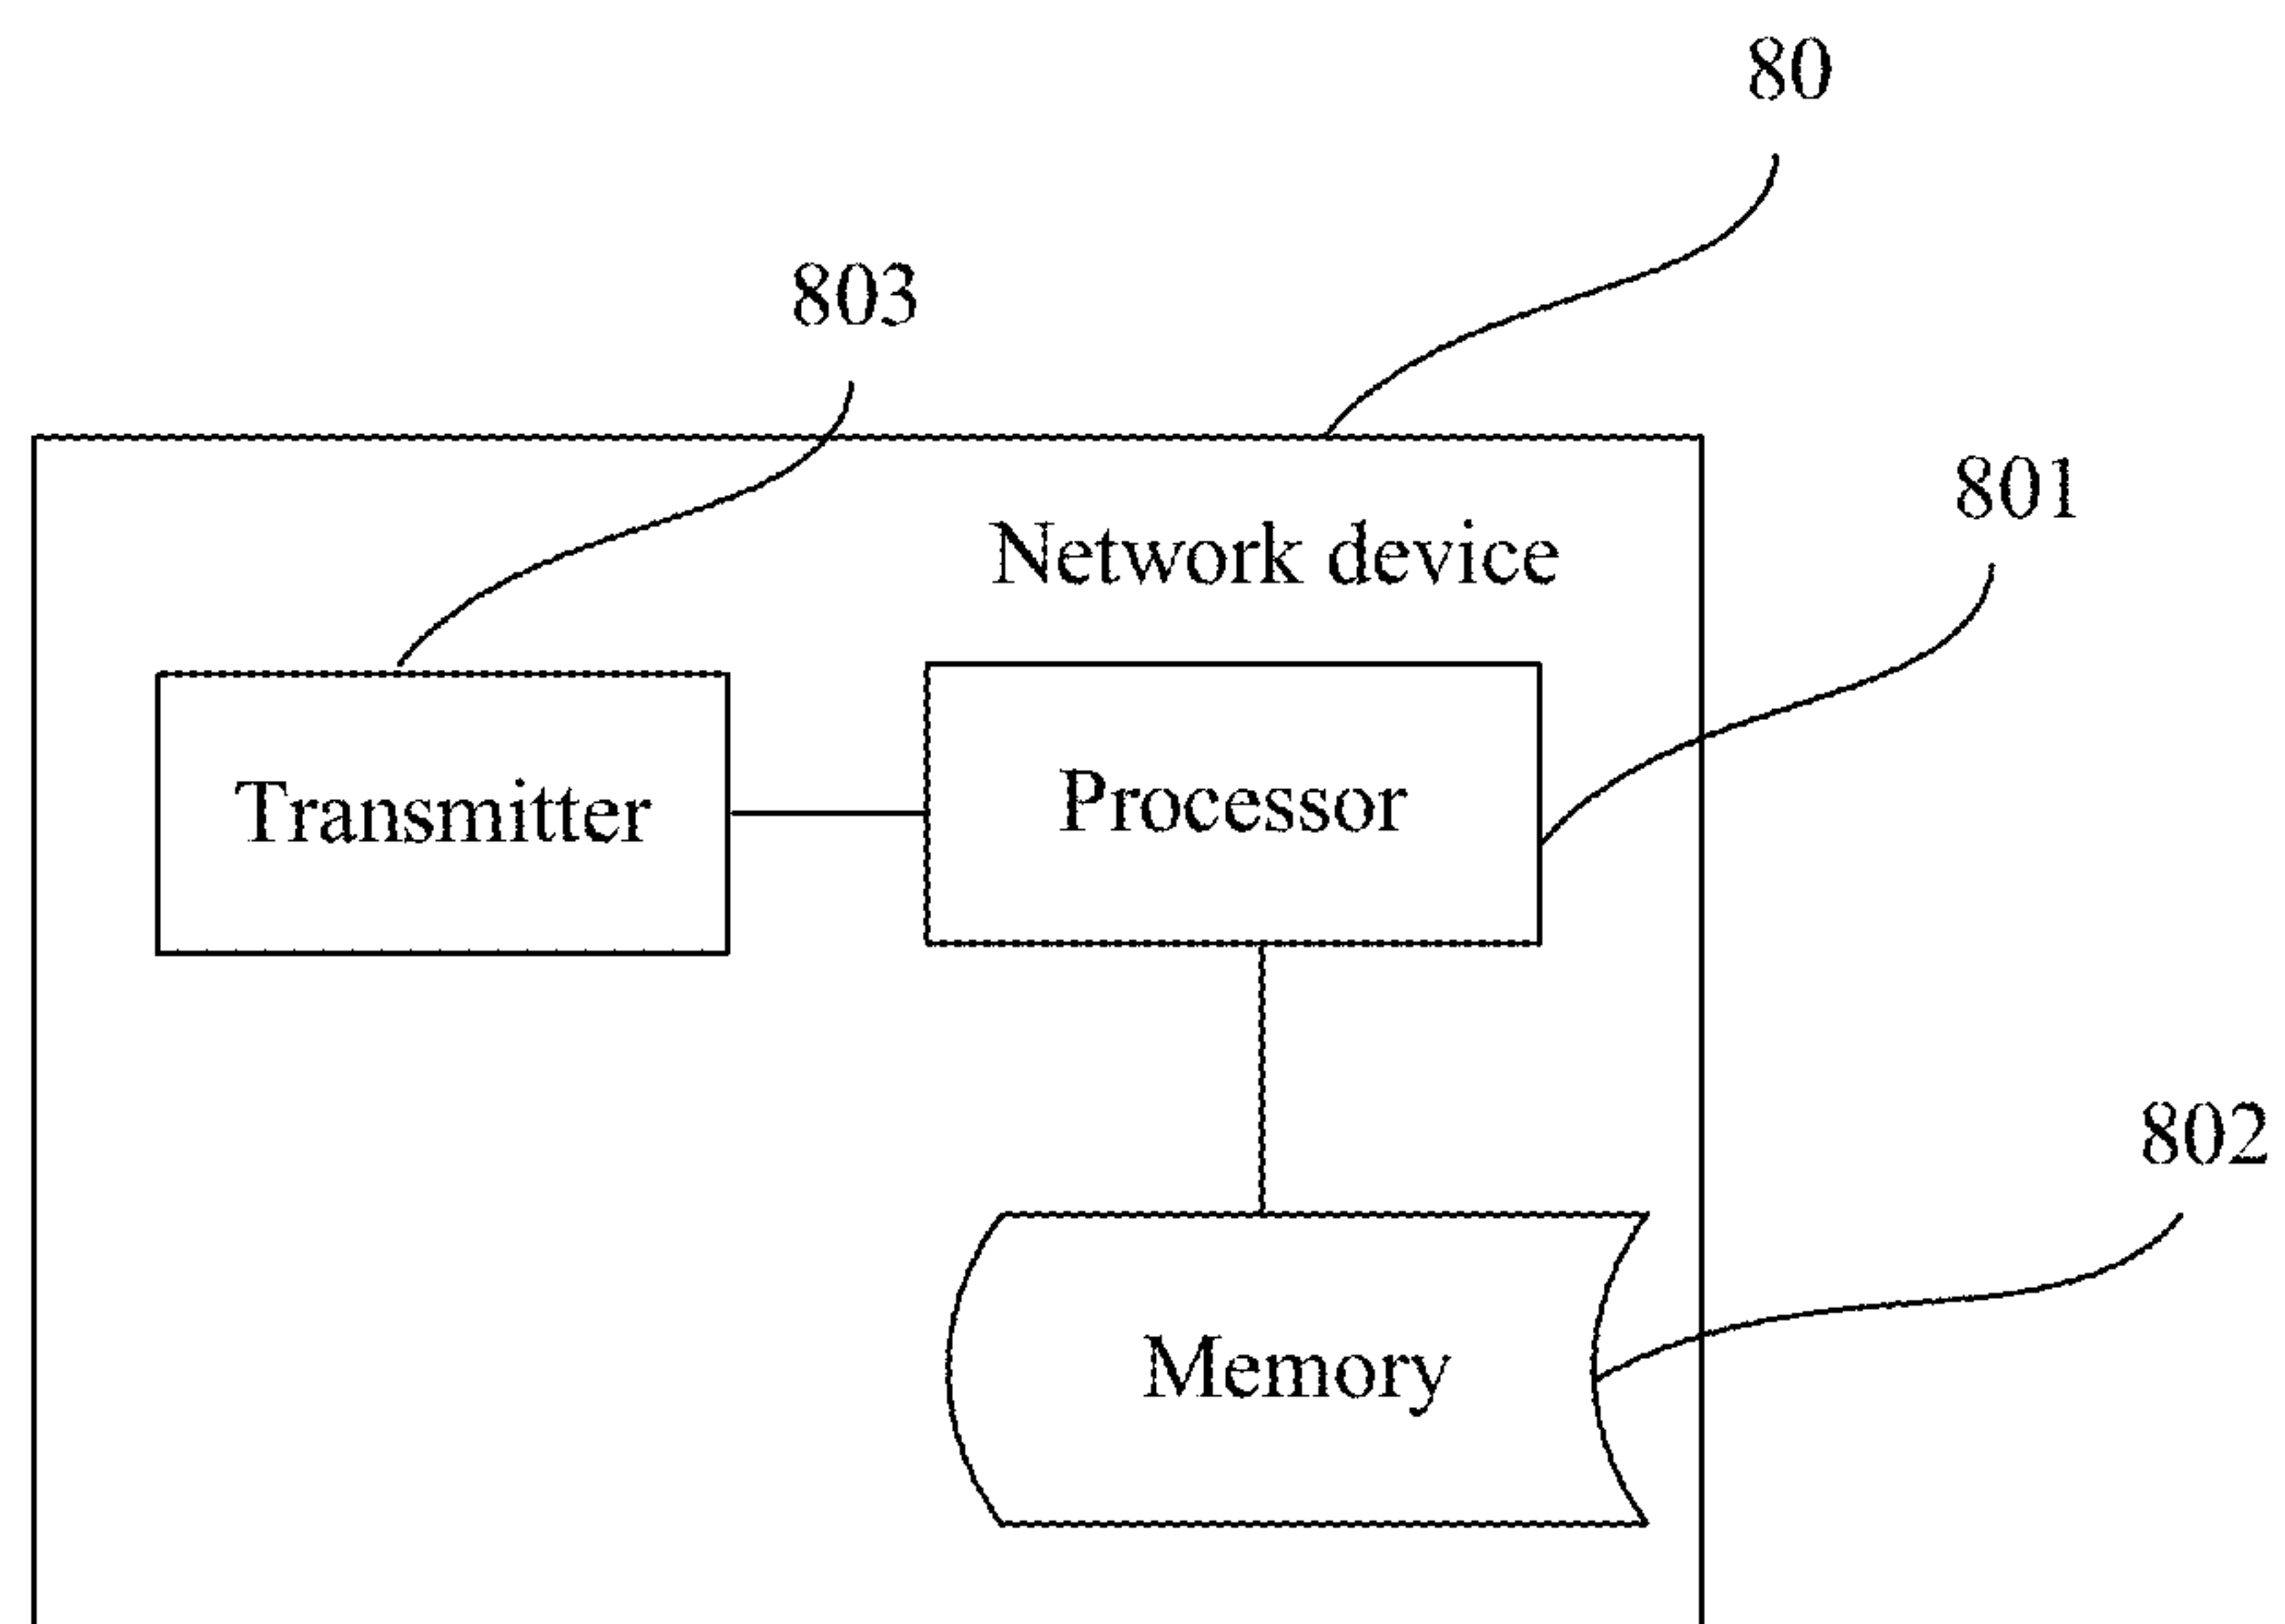 80
803
801
Network device
Transmitter
Processor
802
Memory